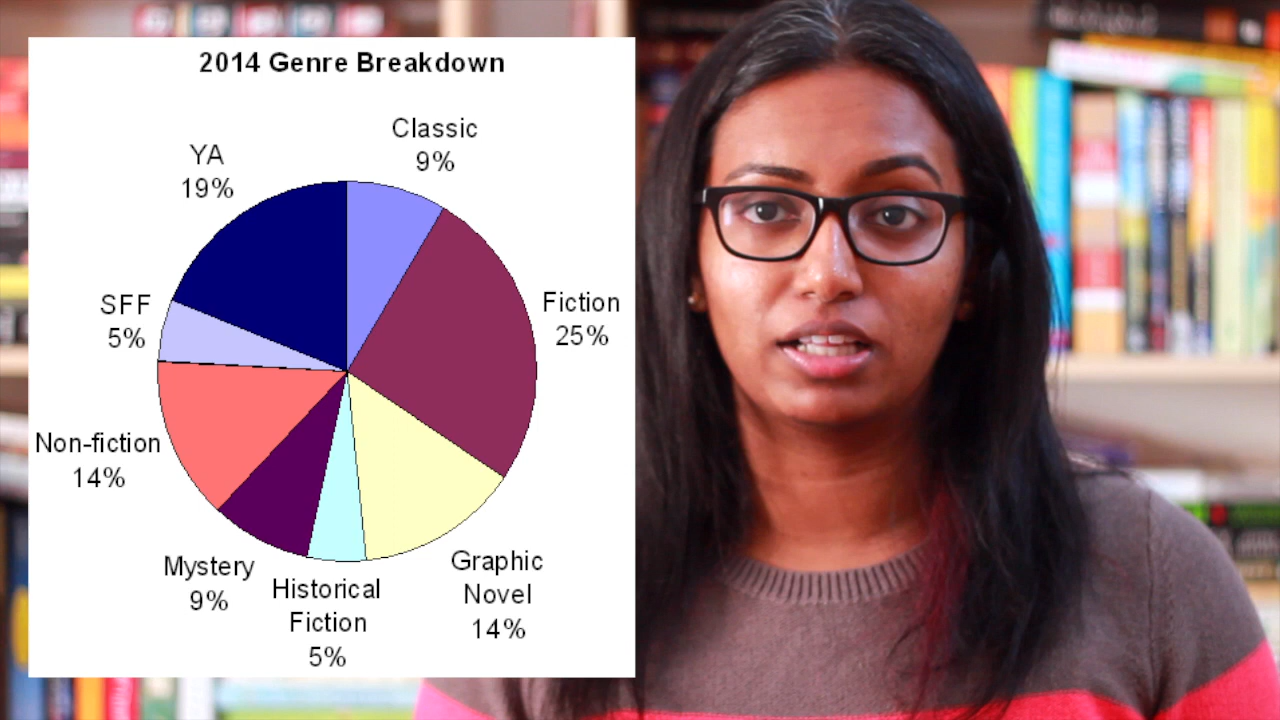 2014 Genre Breakdown
Classic
9%
Fiction
25%
Graphic
Novel
14%
Historical
Fiction
5%
Mystery
9%
Non-fiction
14%
SFF
5%
YA
19%